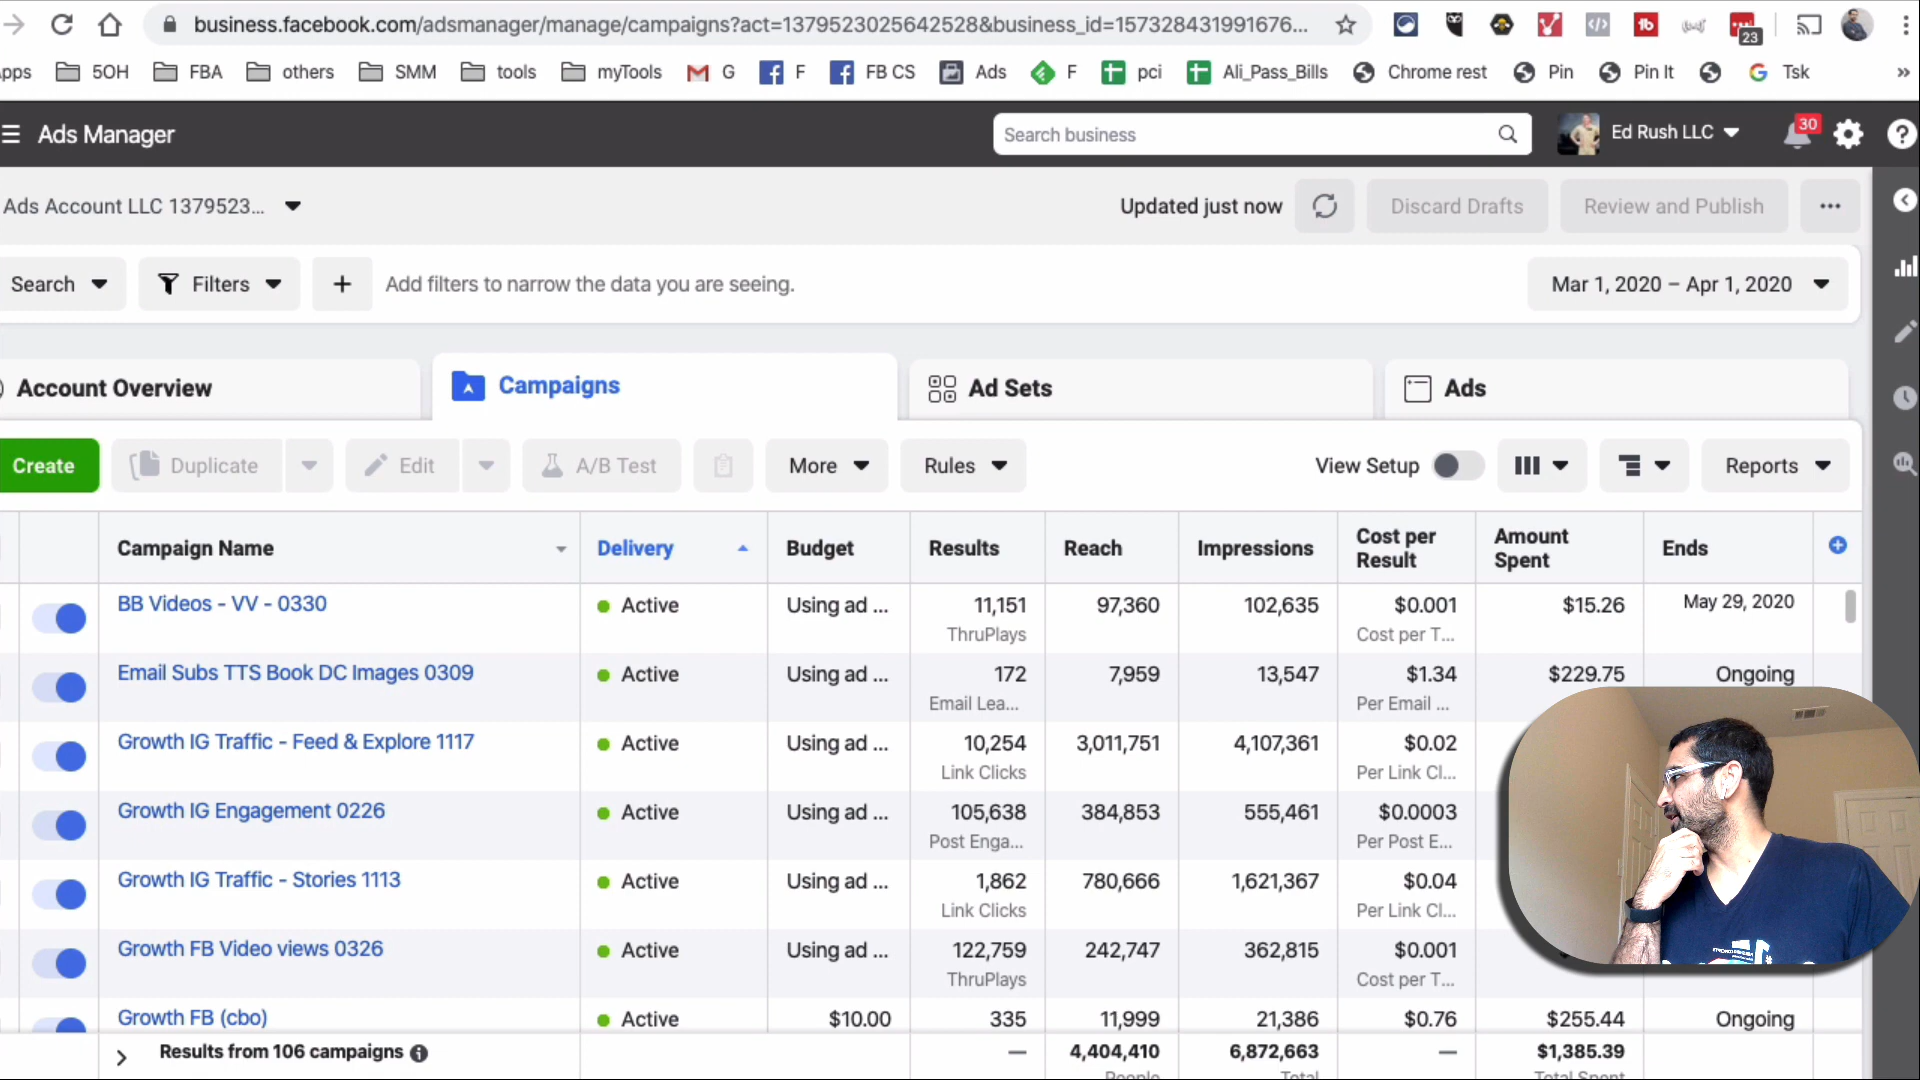 business.facebook.com/adsmanager/manage/campaigns?act=1379523025642528&business_id=157328431991676...
23
pps
5OH
FBA
others
SMM
tools
myTools
G
F
FB CS
Ads
F
pci
Ali_Pass_Bills
Chrome rest
Pin
Pin It
Tsk
»
Ads Manager
Search business
Ed Rush LLC
30
Ads Account LLC 1379523...
Updated just now
Discard Drafts
Review and Publish
Search
Filters
Add filters to narrow the data you are seeing.
Mar 1, 2020 – Apr 1, 2020
Account Overview
Campaigns
Ad Sets
Ads
Create
Duplicate
Edit
A/B Test
More
Rules
View Setup
Reports
Campaign Name
Delivery
Budget
Results
Reach
Impressions
Cost per
Result
Amount
Spent
Ends
BB Videos - VV - 0330
Active
Using ad ...
11,151
ThruPlays
97,360
102,635
$0.001
Cost per T...
$15.26
May 29, 2020
Email Subs TTS Book DC Images 0309
Active
Using ad ...
172
Email Lea...
7,959
13,547
$1.34
Per Email ...
$229.75
Ongoing
Growth IG Traffic - Feed & Explore 1117
Active
Using ad ...
10,254
Link Clicks
3,011,751
4,107,361
$0.02
Per Link Cl...
Growth IG Engagement 0226
Active
Using ad ...
105,638
Post Enga...
384,853
555,461
$0.0003
Per Post E...
Growth IG Traffic - Stories 1113
Active
Using ad ...
1,862
Link Clicks
780,666
1,621,367
$0.04
Per Link Cl...
Growth FB Video views 0326
Active
Using ad ...
122,759
ThruPlays
242,747
362,815
$0.001
Cost per T...
Growth FB (cbo)
Active
$10.00
335
11,999
21,386
$0.76
$255.44
Ongoing
Results from 106 campaigns
—
4,404,410
People
6,872,663
Total
—
$1,385.39
Total Spent